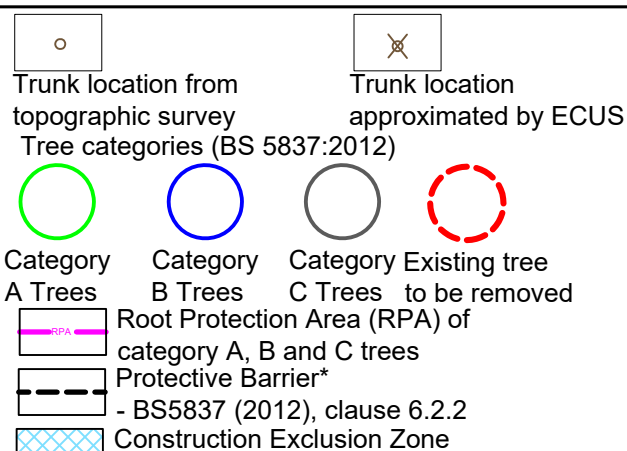 Trunk location from
topographic survey
Trunk location
approximated by ECUS
Tree categories (BS 5837:2012)
Category
A Trees
Category
B Trees
Category
C Trees
Existing tree
to be removed
RPA
Root Protection Area (RPA) of
category A, B and C trees
Protective Barrier*
- BS5837 (2012), clause 6.2.2
Construction Exclusion Zone